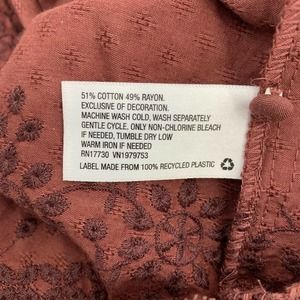 51% COTTON 49% RAYON.
EXCLUSIVE OF DECORATION.
MACHINE WASH COLD, WASH SEPARATELY
GENTLE CYCLE. ONLY NON-CHLORINE BLEACH
IF NEEDED, TUMBLE DRY LOW
WARM IRON IF NEEDED
RN17730 VN1979753
LABEL MADE FROM 100% RECYCLED PLASTIC